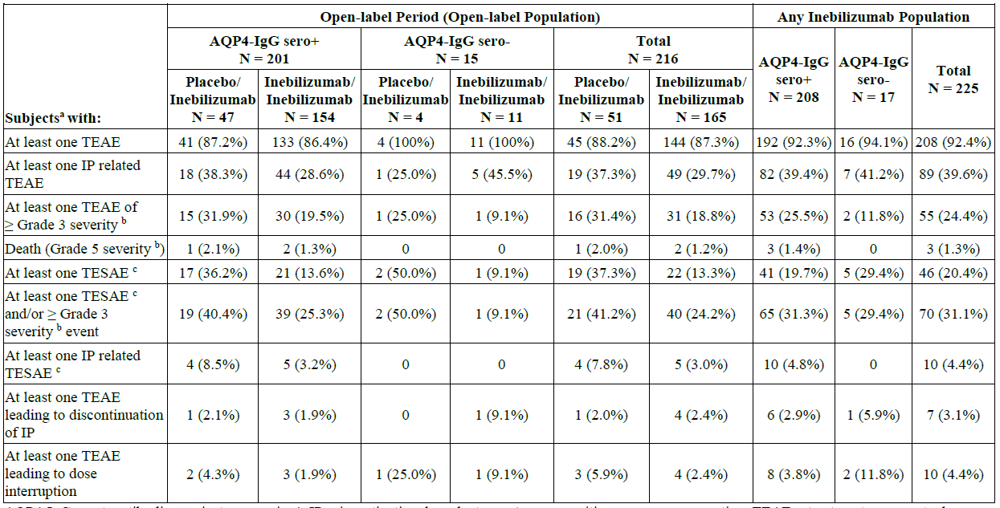 Open-label Period (Open-label Population) Any Inebilizumab Population
AQP4-IgG sero+ N = 201 AQP4-IgG sero- N = 15 Total N = 216 AQP4-IgG sero+ N = 208 AQP4-IgG sero- N = 17 Total N = 225
Subjectsᵃ with: Placebo/ Inebilizumab N = 47 Inebilizumab/ Inebilizumab N = 154 Placebo/ Inebilizumab N = 4 Inebilizumab/ Inebilizumab N = 11 Placebo/ Inebilizumab N = 51 Inebilizumab/ Inebilizumab N = 165
At least one TEAE 41 (87.2%) 133 (86.4%) 4 (100%) 11 (100%) 45 (88.2%) 144 (87.3%) 192 (92.3%) 16 (94.1%) 208 (92.4%)
At least one IP related
TEAE 18 (38.3%) 44 (28.6%) 1 (25.0%) 5 (45.5%) 19 (37.3%) 49 (29.7%) 82 (39.4%) 7 (41.2%) 89 (39.6%)
At least one TEAE of
≥ Grade 3 severity ᵇ 15 (31.9%) 30 (19.5%) 1 (25.0%) 1 (9.1%) 16 (31.4%) 31 (18.8%) 53 (25.5%) 2 (11.8%) 55 (24.4%)
Death (Grade 5 severity ᵇ) 1 (2.1%) 2 (1.3%) 0 0 1 (2.0%) 2 (1.2%) 3 (1.4%) 0 3 (1.3%)
At least one TESAE ᶜ 17 (36.2%) 21 (13.6%) 2 (50.0%) 1 (9.1%) 19 (37.3%) 22 (13.3%) 41 (19.7%) 5 (29.4%) 46 (20.4%)
At least one TESAE ᶜ
and/or ≥ Grade 3
severity ᵇ event 19 (40.4%) 39 (25.3%) 2 (50.0%) 1 (9.1%) 21 (41.2%) 40 (24.2%) 65 (31.3%) 5 (29.4%) 70 (31.1%)
At least one IP related
TESAE ᶜ 4 (8.5%) 5 (3.2%) 0 0 4 (7.8%) 5 (3.0%) 10 (4.8%) 0 10 (4.4%)
At least one TEAE
leading to discontinuation
of IP 1 (2.1%) 3 (1.9%) 0 1 (9.1%) 1 (2.0%) 4 (2.4%) 6 (2.9%) 1 (5.9%) 7 (3.1%)
At least one TEAE
leading to dose
interruption 2 (4.3%) 3 (1.9%) 1 (25.0%) 1 (9.1%) 3 (5.9%) 4 (2.4%) 8 (3.8%) 2 (11.8%) 10 (4.4%)